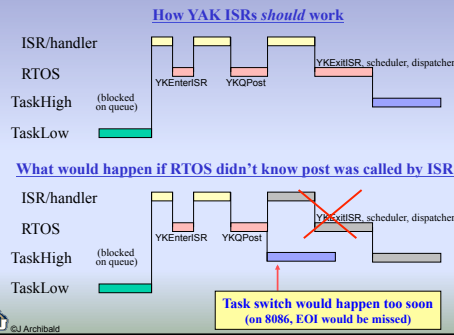 How YAK ISRs should work
ISR/handler
RTOS
YKEnterISR
YKQPost
YKExitISR, scheduler, dispatcher
TaskHigh
(blocked
on queue)
TaskLow
What would happen if RTOS didn't know post was called by ISR
ISR/handler
RTOS
YKEnterISR
YKQPost
YKExitISR, scheduler, dispatcher
TaskHigh
(blocked
on queue)
TaskLow
Task switch would happen too soon
(on 8086, EOI would be missed)
©J Archibald